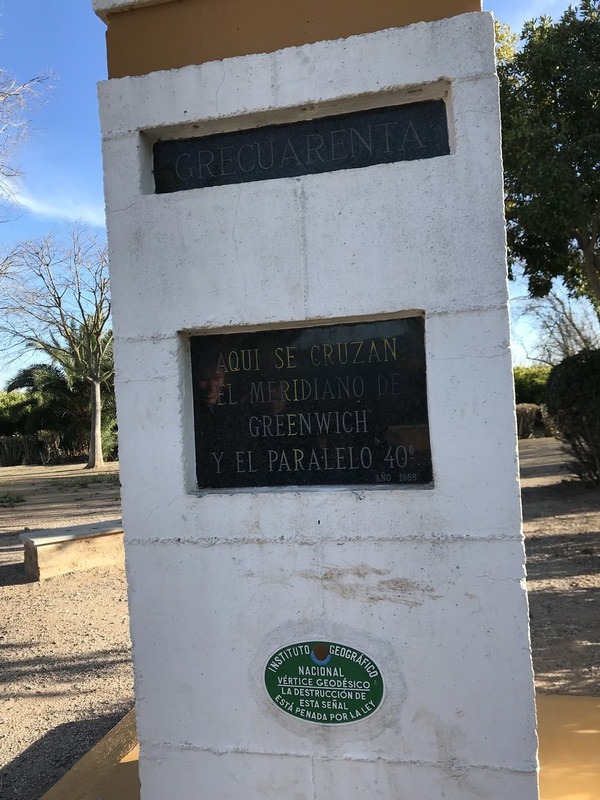 GRECUARENTA
AQUI SE CRUZAN
EL MERIDIANO DE
GREENWICH
Y EL PARALELO 40º
AÑO 1988
INSTITUTO GEOGRÁFICO
NACIONAL
VÉRTICE GEODÉSICO
LA DESTRUCCIÓN DE
ESTA SEÑAL
ESTÁ PENADA POR LA LEY